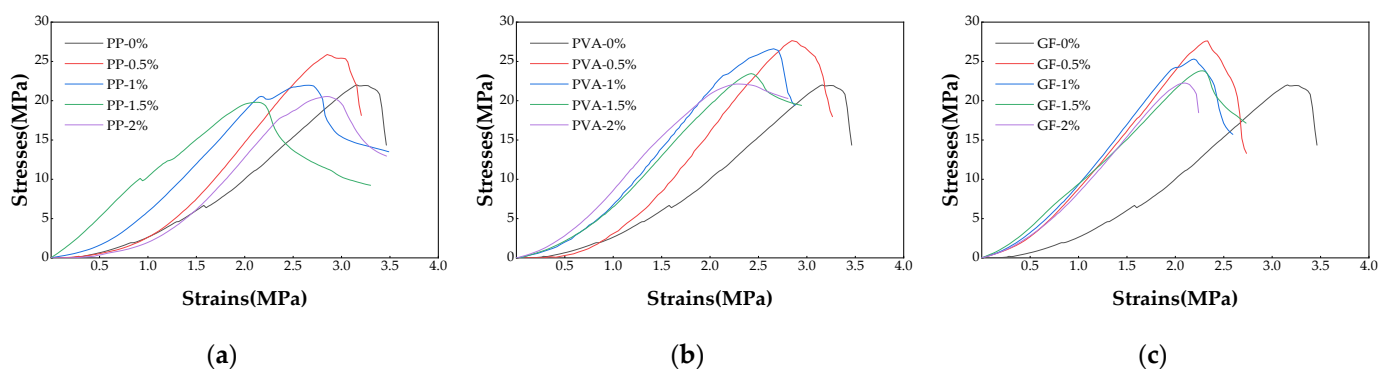 30
25
20
15
10
5
0
Stresses(MPa)
PP-0%
PP-0.5%
PP-1%
PP-1.5%
PP-2%
0.5 1.0 1.5 2.0 2.5 3.0 3.5 4.0
Strains(MPa)
(a)
30
25
20
15
10
5
0
Stresses(MPa)
PVA-0%
PVA-0.5%
PVA-1%
PVA-1.5%
PVA-2%
0.5 1.0 1.5 2.0 2.5 3.0 3.5 4.0
Strains(MPa)
(b)
30
25
20
15
10
5
0
Stresses(MPa)
GF-0%
GF-0.5%
GF-1%
GF-1.5%
GF-2%
0.5 1.0 1.5 2.0 2.5 3.0 3.5 4.0
Strains(MPa)
(c)